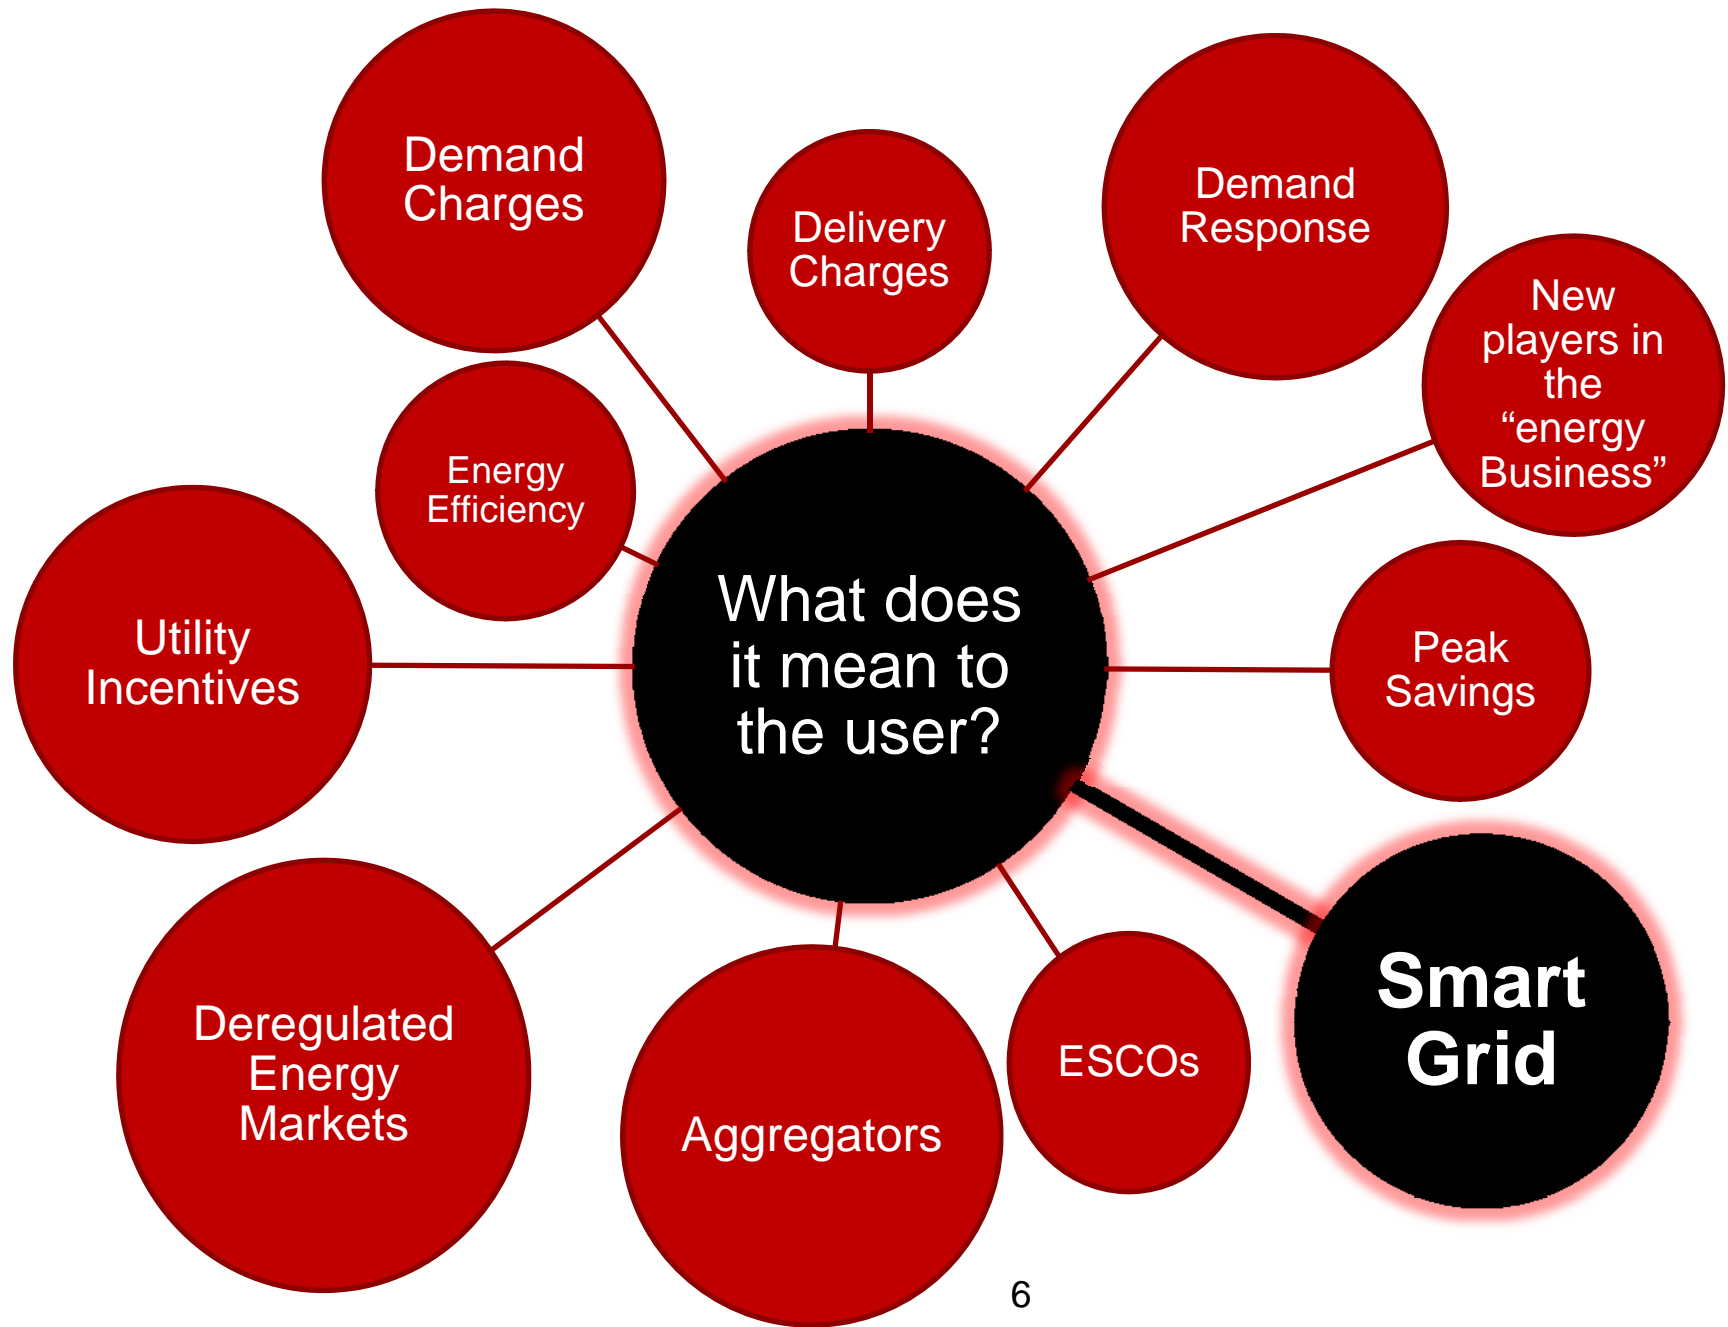 Demand
Charges
Delivery
Charges
Demand
Response
New
players in
the
“energy
Business”
Energy
Efficiency
What does
it mean to
the user?
Utility
Incentives
Peak
Savings
Smart
Grid
Deregulated
Energy
Markets
Aggregators
ESCOs
6